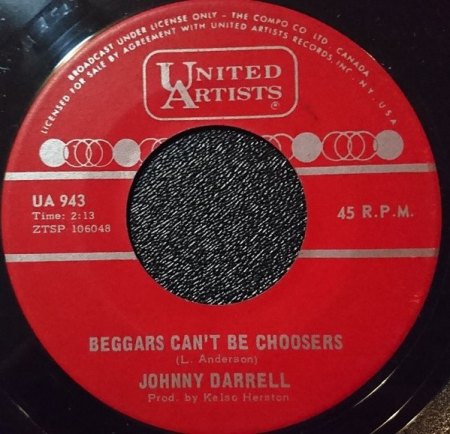 BROADCAST UNDER LICENSE ONLY - THE COMPO CO LTD, CANADA
LICENSED FOR SALE BY AGREEMENT WITH UNITED ARTISTS RECORDS, INC. N.Y. USA
UNITED
ARTISTS®
UA 943
Time: 2:13
ZTSP 106048
45 R.P.M.
BEGGARS CAN'T BE CHOOSERS
(L. Anderson)
JOHNNY DARRELL
Prod. by Kelso Herston